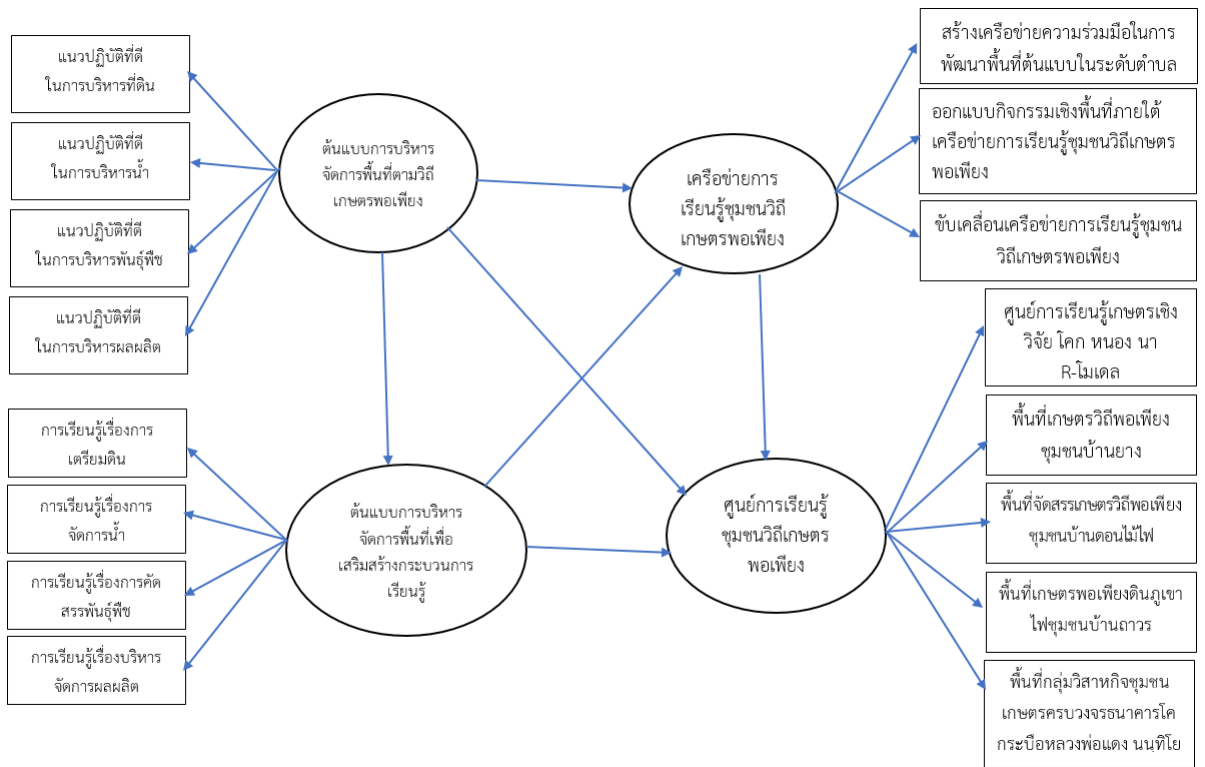 แนวปฏิบัติที่ดี
ในการบริหารที่ดิน
แนวปฏิบัติที่ดี
ในการบริหารน้ำ
แนวปฏิบัติที่ดี
ในการบริหารพันธุ์พืช
แนวปฏิบัติที่ดี
ในการบริหารผลผลิต
การเรียนรู้เรื่องการ
เตรียมดิน
การเรียนรู้เรื่องการ
จัดการน้ำ
การเรียนรู้เรื่องการคัด
สรรพันธุ์พืช
การเรียนรู้เรื่องบริหาร
จัดการผลผลิต
ต้นแบบการบริหาร
จัดการพื้นที่ตามวิถี
เกษตรพอเพียง
ต้นแบบการบริหาร
จัดการพื้นที่เพื่อ
เสริมสร้างกระบวนการ
เรียนรู้
เครือข่ายการ
เรียนรู้ชุมชนวิถี
เกษตรพอเพียง
ศูนย์การเรียนรู้
ชุมชนวิถีเกษตร
พอเพียง
สร้างเครือข่ายความร่วมมือในการ
พัฒนาพื้นที่ต้นแบบในระดับตำบล
ออกแบบกิจกรรมเชิงพื้นที่ภายใต้
เครือข่ายการเรียนรู้ชุมชนวิถีเกษตร
พอเพียง
ขับเคลื่อนเครือข่ายการเรียนรู้ชุมชน
วิถีเกษตรพอเพียง
ศูนย์การเรียนรู้เกษตรเชิง
วิจัย โคก หนอง นา
R-โมเดล
พื้นที่เกษตรวิถีพอเพียง
ชุมชนบ้านยาง
พื้นที่จัดสรรเกษตรวิถีพอเพียง
ชุมชนบ้านดอนไม้ไฟ
พื้นที่เกษตรพอเพียงดินภูเขา
ไฟชุมชนบ้านถาวร
พื้นที่กลุ่มวิสาหกิจชุมชน
เกษตรครบวงจรธนาคารโค
กระบือหลวงพ่อแดง นนฺทิโย